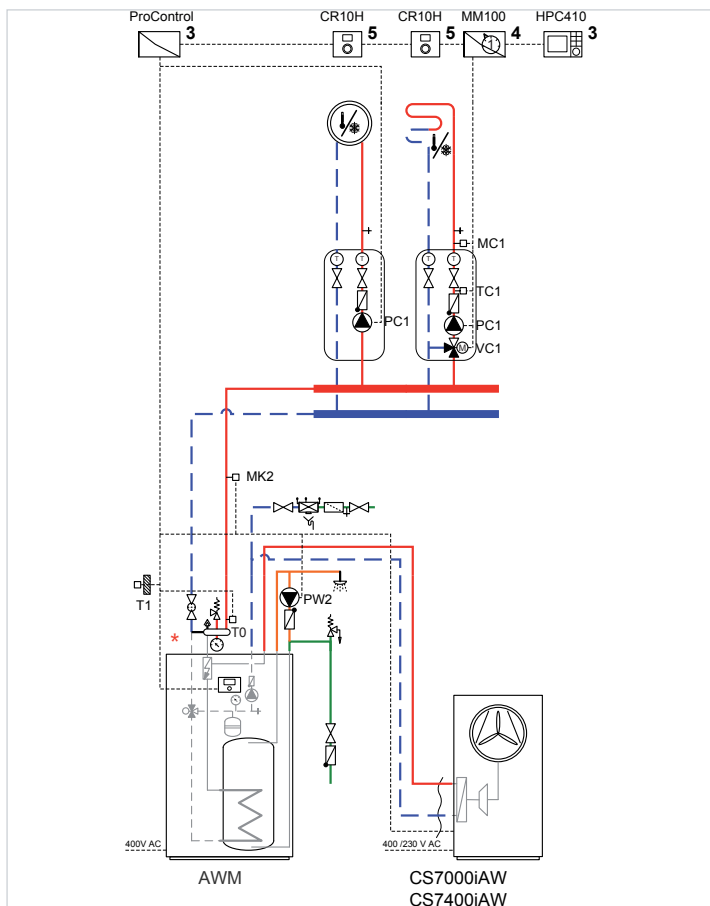 ProControl CR10H CR10H MM100 HPC410
3 5 5 4 3
T T T T
MC1
TC1
PC1 PC1
M VC1
MK2
PW2
T1 T0
*
400V AC 400 /230 V AC
AWM CS7000iAW
CS7400iAW